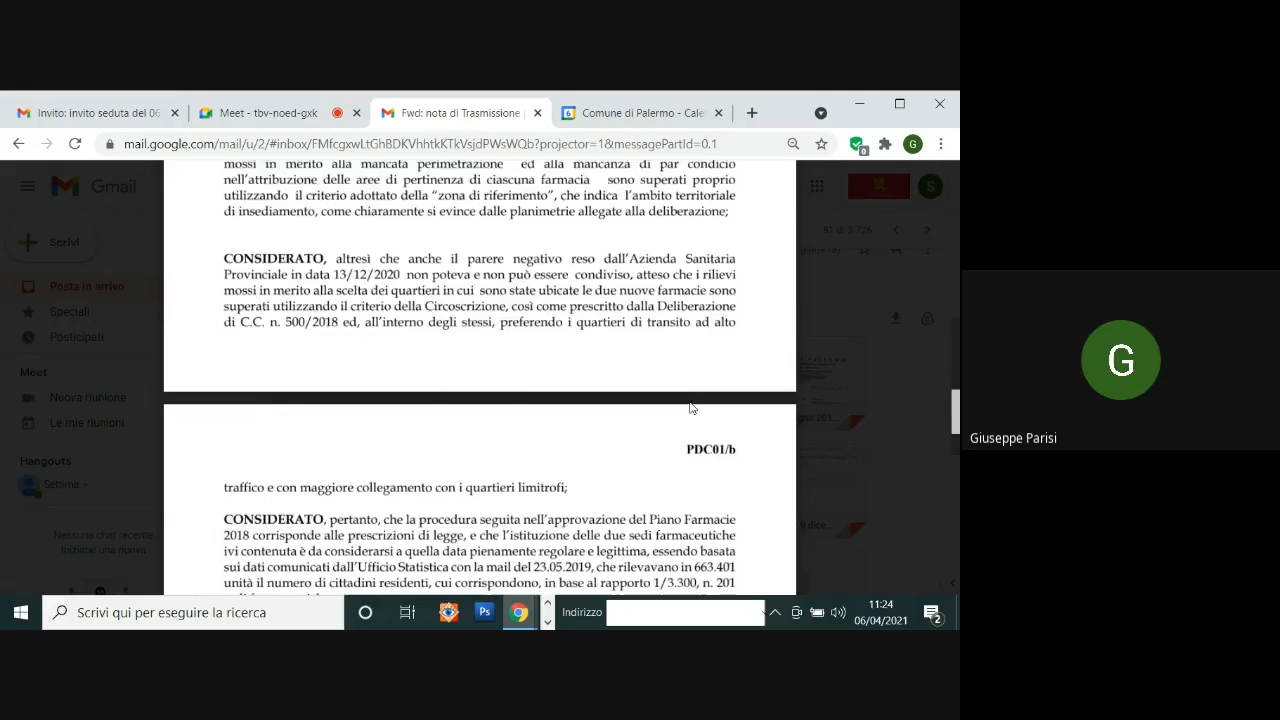 Invito: invito seduta del 06
Meet - tbv-noed-gxk
Fwd: nota di Trasmissione
Comune di Palermo - Cale
mail.google.com/mail/u/2/#inbox/FMfcgxwLtGhBDKVhhtkKTkVsjdPWsWQb?projector=1&messagePartId=0.1
Gmail
Scrivi
Posta in arrivo
Speciali
Posticipati
Meet
Nuova riunione
Le mie riunioni
Hangouts
Settima
Nessuna chat recente
Iniziane una nuova
81 di 3.726
mossi in merito alla mancata perimetrazione ed alla mancanza di par condicio
nell'attribuzione delle aree di pertinenza di ciascuna farmacia sono superati proprio
utilizzando il criterio adottato della “zona di riferimento”, che indica l'ambito territoriale
di insediamento, come chiaramente si evince dalle planimetrie allegate alla deliberazione;
CONSIDERATO, altresì che anche il parere negativo reso dall'Azienda Sanitaria
Provinciale in data 13/12/2020 non poteva e non può essere condiviso, atteso che i rilievi
mossi in merito alla scelta dei quartieri in cui sono state ubicate le due nuove farmacie sono
superati utilizzando il criterio della Circoscrizione, così come prescritto dalla Deliberazione
di C.C. n. 500/2018 ed, all'interno degli stessi, preferendo i quartieri di transito ad alto
PDC01/b
traffico e con maggiore collegamento con i quartieri limitrofi;
CONSIDERATO, pertanto, che la procedura seguita nell'approvazione del Piano Farmacie
2018 corrisponde alle prescrizioni di legge, e che l'istituzione delle due sedi farmaceutiche
ivi contenuta è da considerarsi a quella data pienamente regolare e legittima, essendo basata
sui dati comunicati dall'Ufficio Statistica con la mail del 23.05.2019, che rilevavano in 663.401
unità il numero di cittadini residenti, cui corrispondono, in base al rapporto 1/3.300, n. 201
G
Giuseppe Parisi
Scrivi qui per eseguire la ricerca
Ps
Indirizzo
11:24
06/04/2021
2